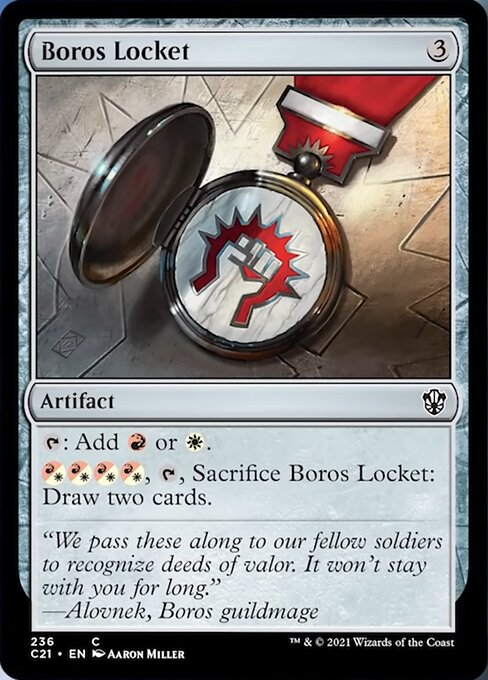 Boros Locket 3
Artifact
: Add or .
, , Sacrifice Boros Locket:
Draw two cards.
“We pass these along to our fellow soldiers
to recognize deeds of valor. It won’t stay
with you for long.”
—Alovnek, Boros guildmage
236 C
C21 • EN Aaron Miller
™ & © 2021 Wizards of the Coast